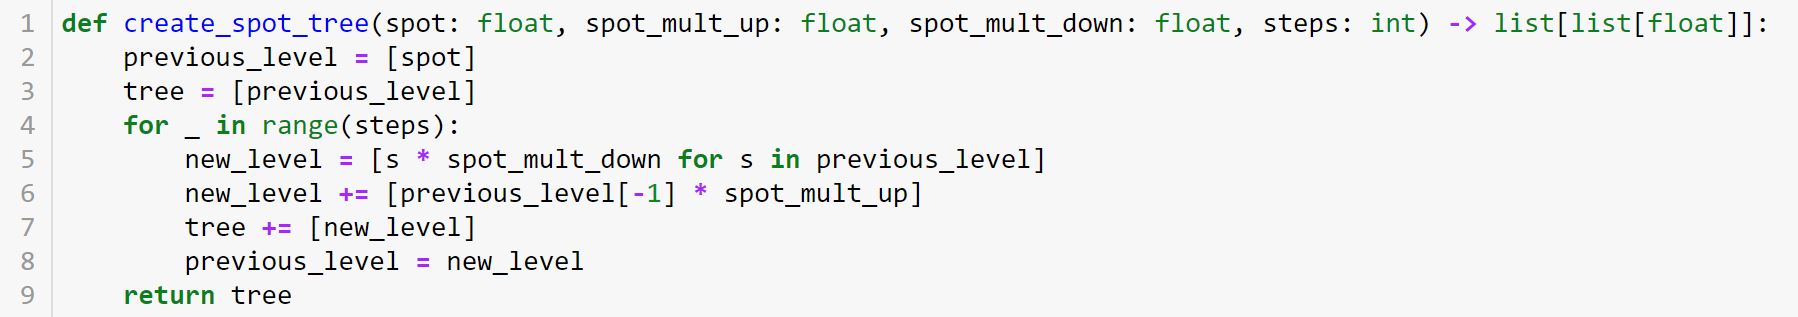 1 def create_spot_tree(spot: float, spot_mult_up: float, spot_mult_down: float, steps: int) -> list[list[float]]:
2     previous_level = [spot]
3     tree = [previous_level]
4     for _ in range(steps):
5         new_level = [s * spot_mult_down for s in previous_level]
6         new_level += [previous_level[-1] * spot_mult_up]
7         tree += [new_level]
8         previous_level = new_level
9     return tree